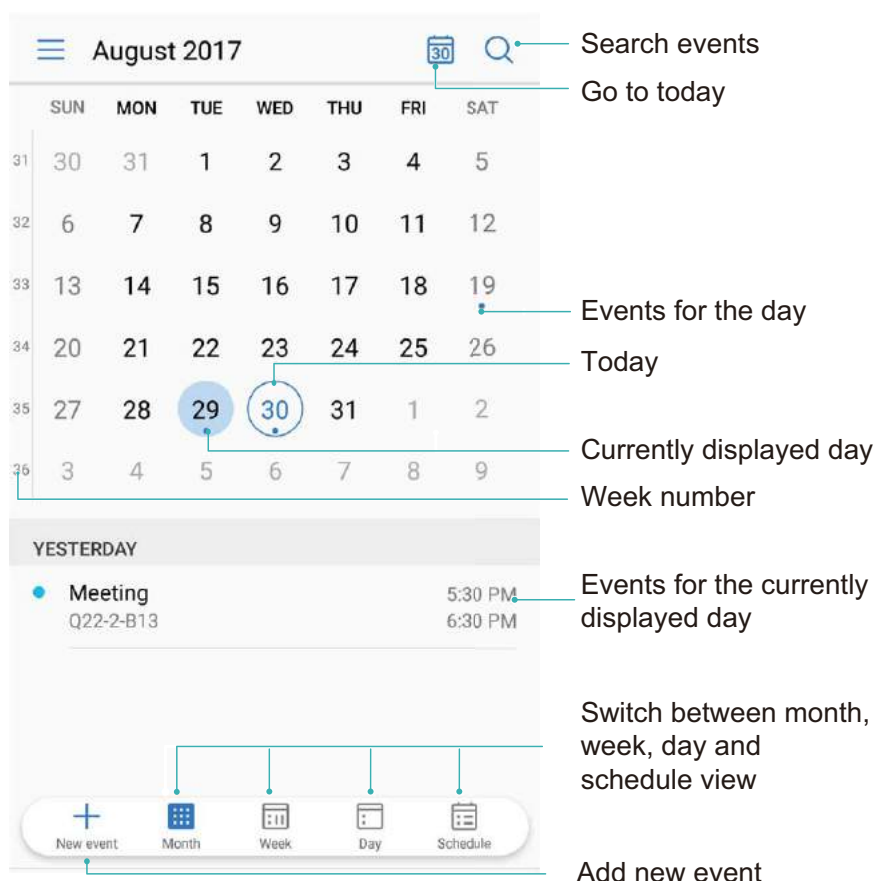 August 2017
30
Search events
Go to today
SUN MON TUE WED THU FRI SAT
31 30 31 1 2 3 4 5
32 6 7 8 9 10 11 12
33 13 14 15 16 17 18 19
Events for the day
34 20 21 22 23 24 25 26
Today
35 27 28 29 30 31 1 2
Currently displayed day
36 3 4 5 6 7 8 9
Week number
YESTERDAY
Meeting 5:30 PM
Q22-2-B13 6:30 PM
Events for the currently
displayed day
Switch between month,
week, day and
schedule view
New event Month Week Day Schedule
Add new event